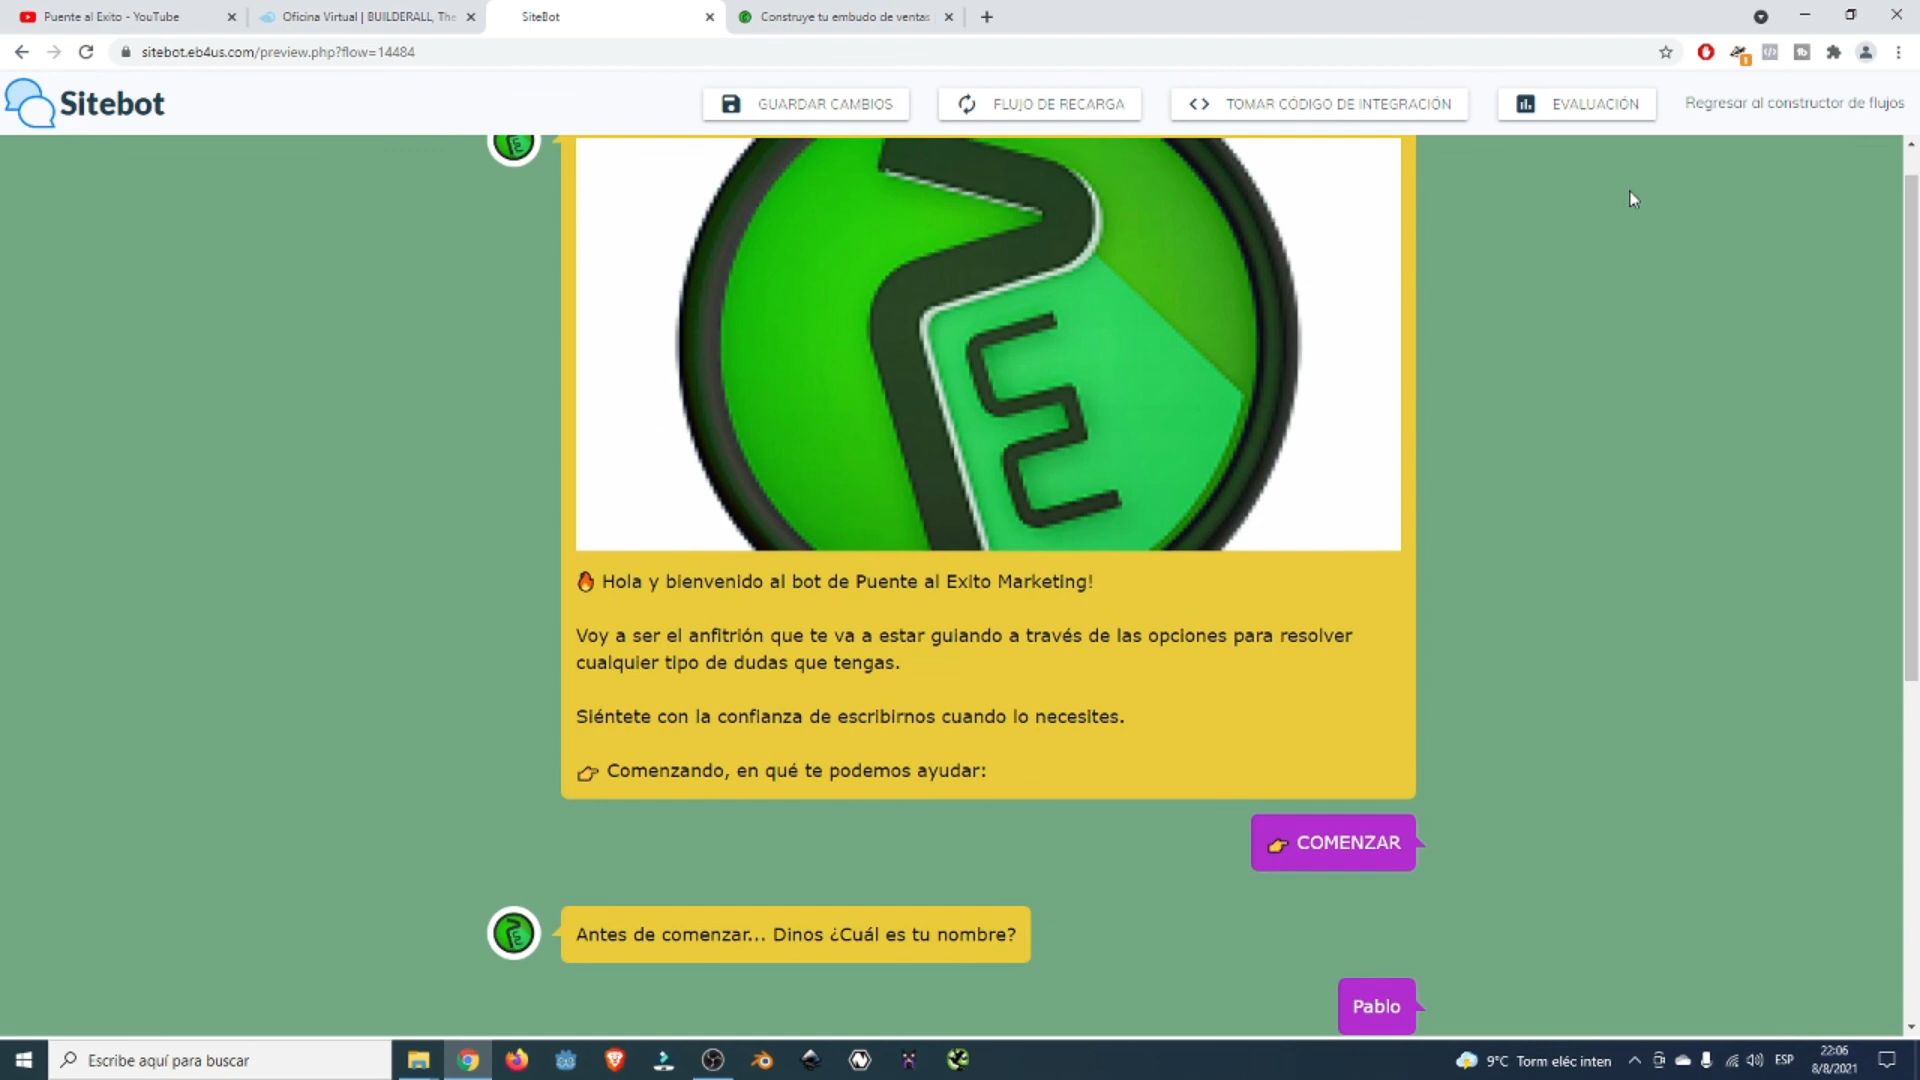 Puente al Exito - YouTube
Oficina Virtual | BUILDERALL, The
SiteBot
Construye tu embudo de ventas
sitebot.eb4us.com/preview.php?flow=14484
Sitebot
GUARDAR CAMBIOS
FLUJO DE RECARGA
TOMAR CÓDIGO DE INTEGRACIÓN
EVALUACIÓN
Regresar al constructor de flujos
🔥 Hola y bienvenido al bot de Puente al Exito Marketing!
Voy a ser el anfitrión que te va a estar guiando a través de las opciones para resolver
cualquier tipo de dudas que tengas.
Siéntete con la confianza de escribirnos cuando lo necesites.
👉 Comenzando, en qué te podemos ayudar:
👉 COMENZAR
Antes de comenzar... Dinos ¿Cuál es tu nombre?
Pablo
Escribe aquí para buscar
9°C Torm eléc inten
ESP
22:06
8/8/2021